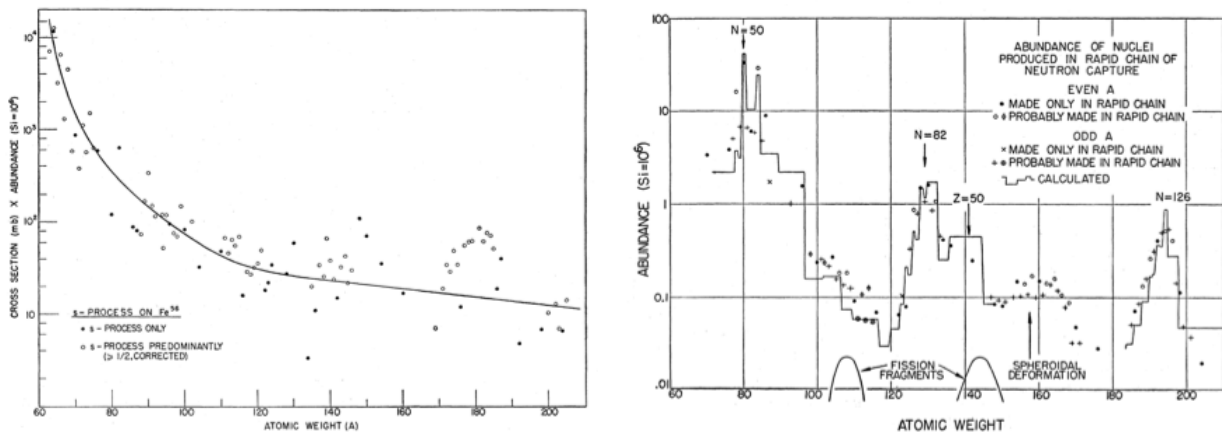 CROSS SECTION (mb) X ABUNDANCE (Si=10⁶)
10⁴
10³
10²
10
s - PROCESS ON Fe⁵⁶
• s - PROCESS ONLY
○ s - PROCESS PREDOMINANTLY
(≥ 1/2, CORRECTED)
60 80 100 120 140 160 180 200
ATOMIC WEIGHT (A)
ABUNDANCE (Si=10⁶)
100
10
1
0.1
.01
N=50
N=82
Z=50
N=126
ABUNDANCE OF NUCLEI
PRODUCED IN RAPID CHAIN OF
NEUTRON CAPTURE
EVEN A
• MADE ONLY IN RAPID CHAIN
PROBABLY MADE IN RAPID CHAIN
ODD A
× MADE ONLY IN RAPID CHAIN
PROBABLY MADE IN RAPID CHAIN
CALCULATED
FISSION
FRAGMENTS
SPHEROIDAL
DEFORMATION
60 80 100 120 140 160 180 200
ATOMIC WEIGHT